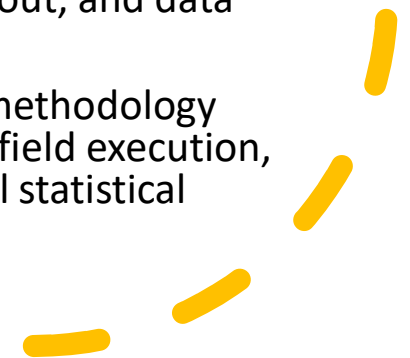 out, and data
methodology
field execution,
statistical